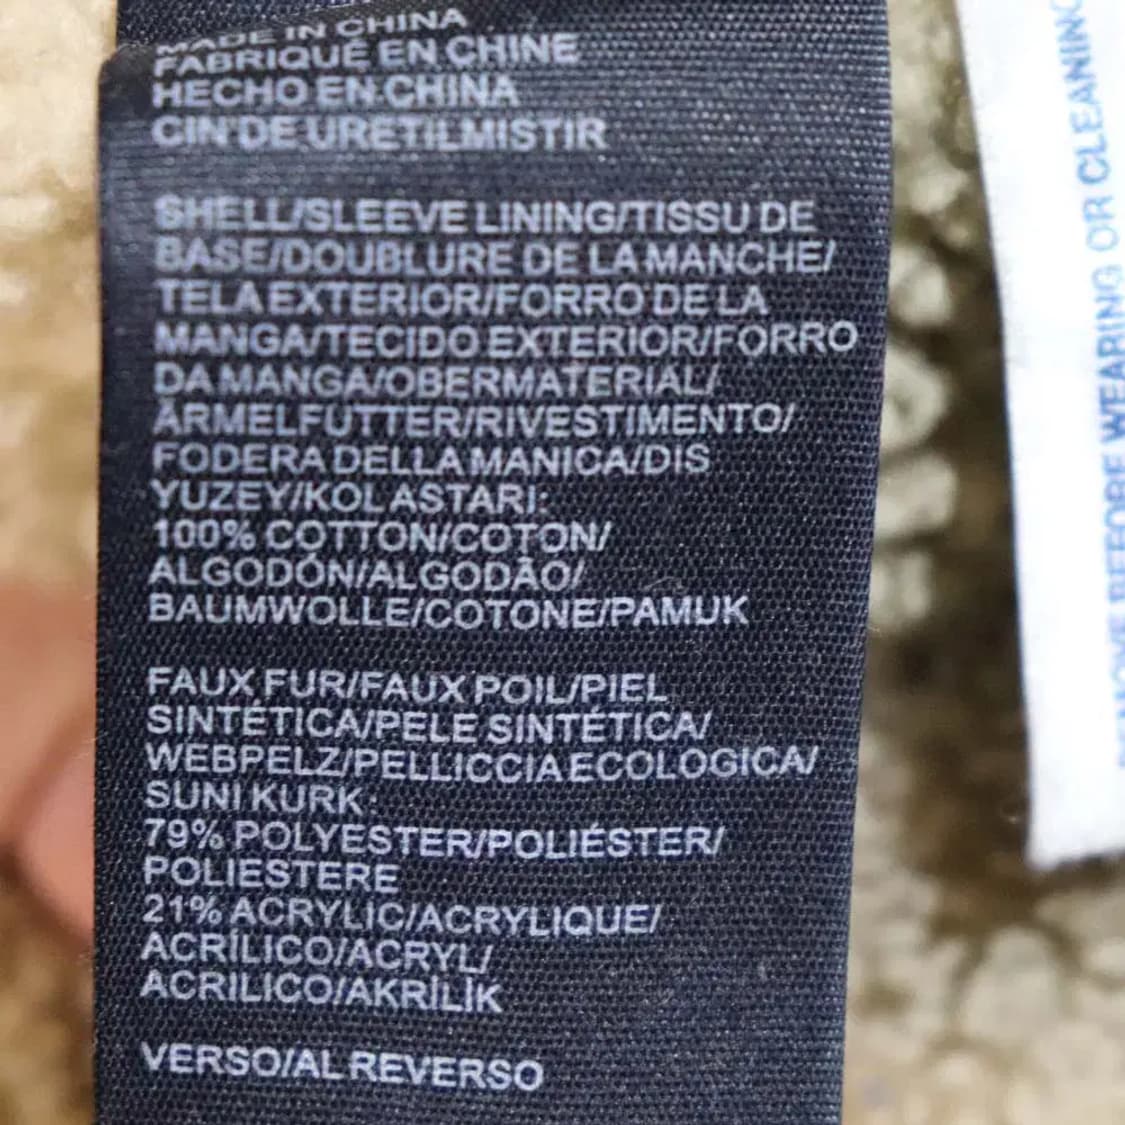 MADE IN CHINA
FABRIQUÉ EN CHINE
HECHO EN CHINA
CIN'DE URETILMISTIR
SHELL/SLEEVE LINING/TISSU DE
BASE/DOUBLURE DE LA MANCHE/
TELA EXTERIOR/FORRO DE LA
MANGA/TECIDO EXTERIOR/FORRO
DA MANGA/OBERMATERIAL/
ÄRMELFUTTER/RIVESTIMENTO/
FODERA DELLA MANICA/DIS
YUZEY/KOL ASTARI:
100% COTTON/COTON/
ALGODÓN/ALGODÃO/
BAUMWOLLE/COTONE/PAMUK
FAUX FUR/FAUX POIL/PIEL
SINTÉTICA/PELE SINTÉTICA/
WEBPELZ/PELLICCIA ECOLOGICA/
SUNI KURK:
79% POLYESTER/POLIÉSTER/
POLIESTERE
21% ACRYLIC/ACRYLIQUE/
ACRÍLICO/ACRYL/
ACRILICO/AKRİLİK
VERSO/AL REVERSO
REMOVE BEFORE WEARING OR CLEANING